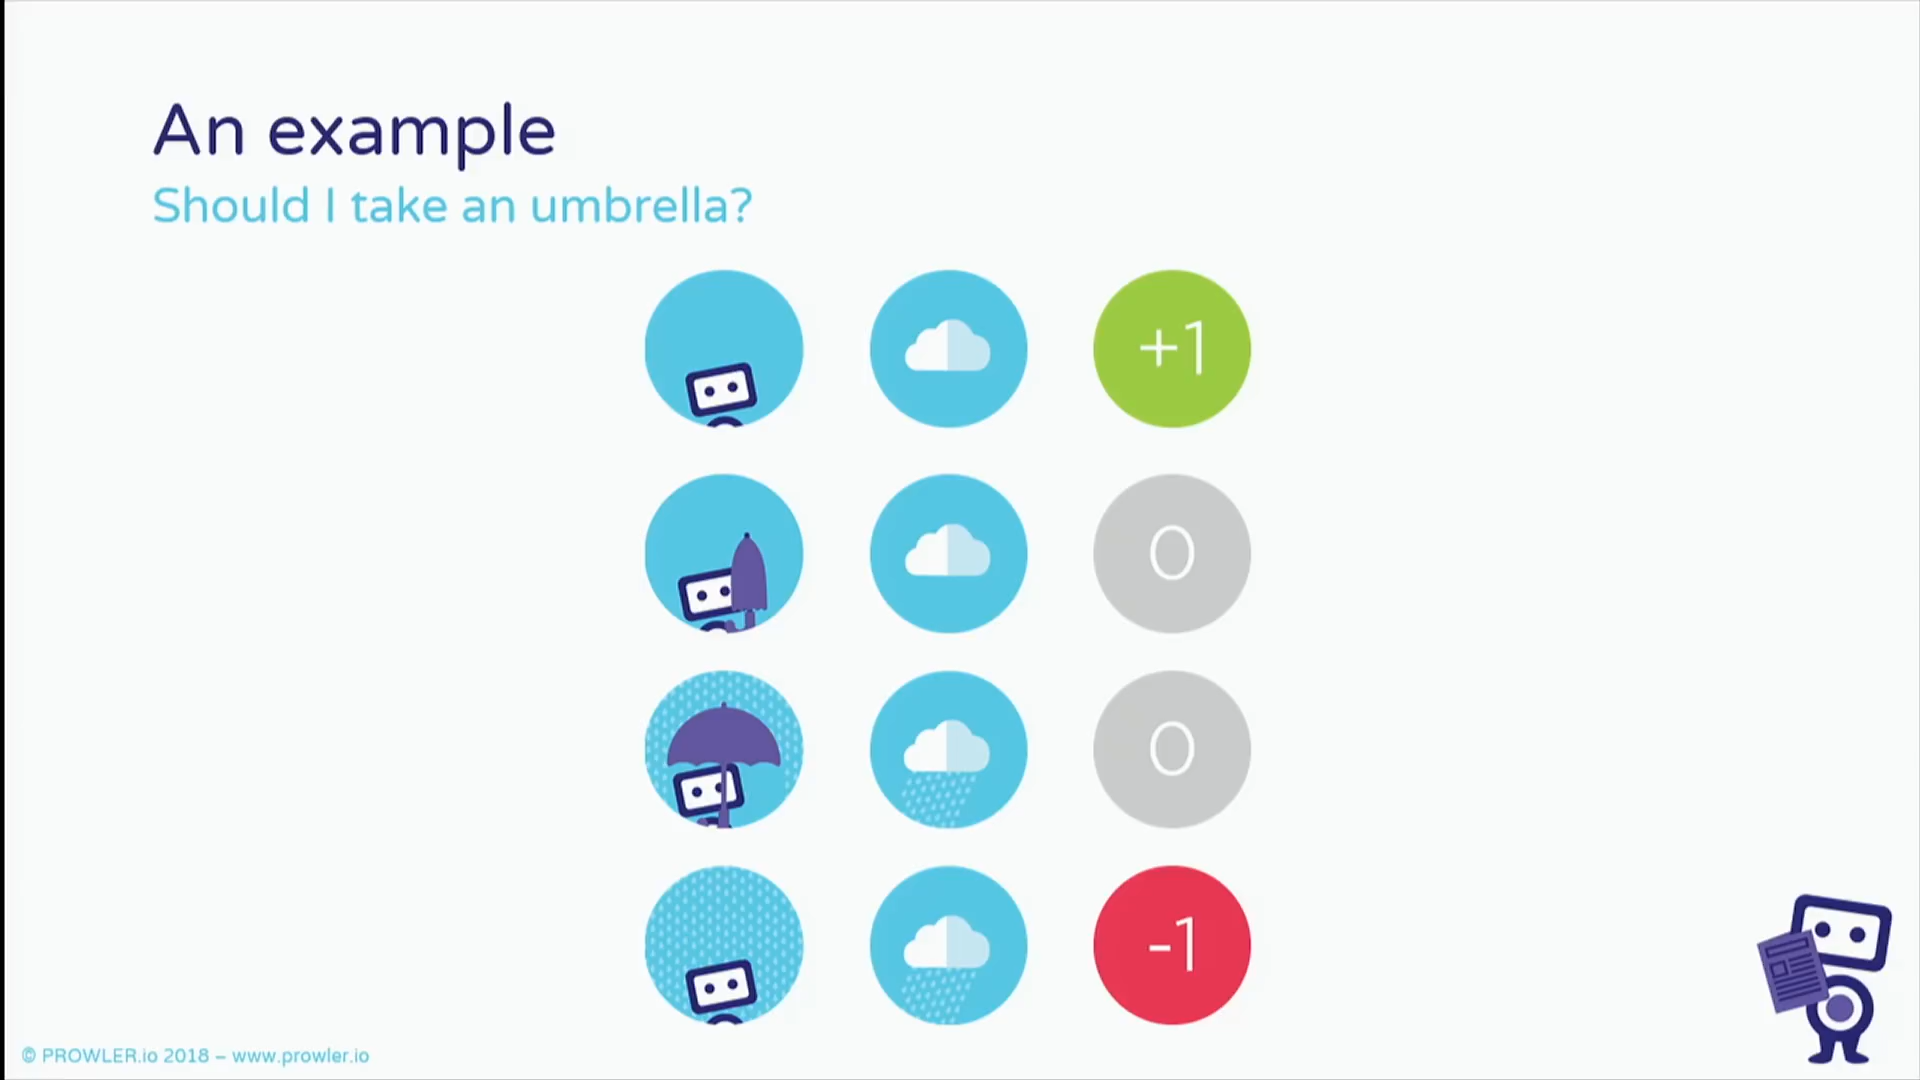 An example
Should I take an umbrella?
+1
0
0
-1
© PROWLER.io 2018 – www.prowler.io